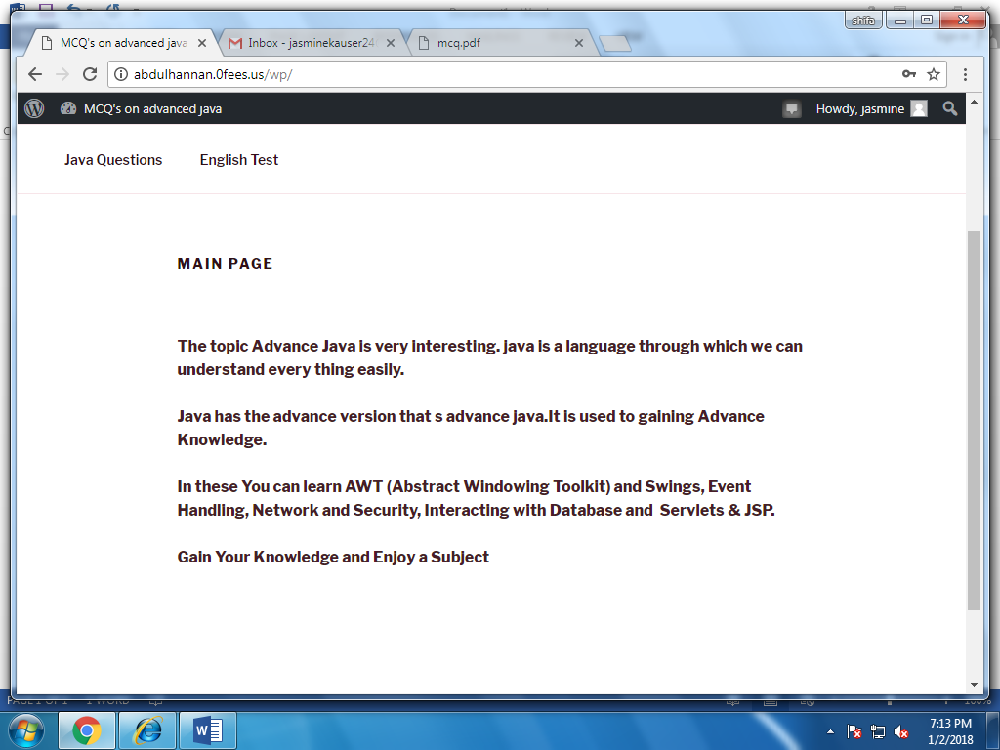 shifa
MCQ's on advanced java
Inbox - jasminekauser24
mcq.pdf
abdulhannan.0fees.us/wp/
MCQ's on advanced java
Howdy, jasmine
Java Questions
English Test
MAIN PAGE
The topic Advance Java is very interesting. java is a language through which we can
understand every thing easily.
Java has the advance version that s advance java.It is used to gaining Advance
Knowledge.
In these You can learn AWT (Abstract Windowing Toolkit) and Swings, Event
Handling, Network and Security, Interacting with Database and  Servlets & JSP.
Gain Your Knowledge and Enjoy a Subject
7:13 PM
1/2/2018